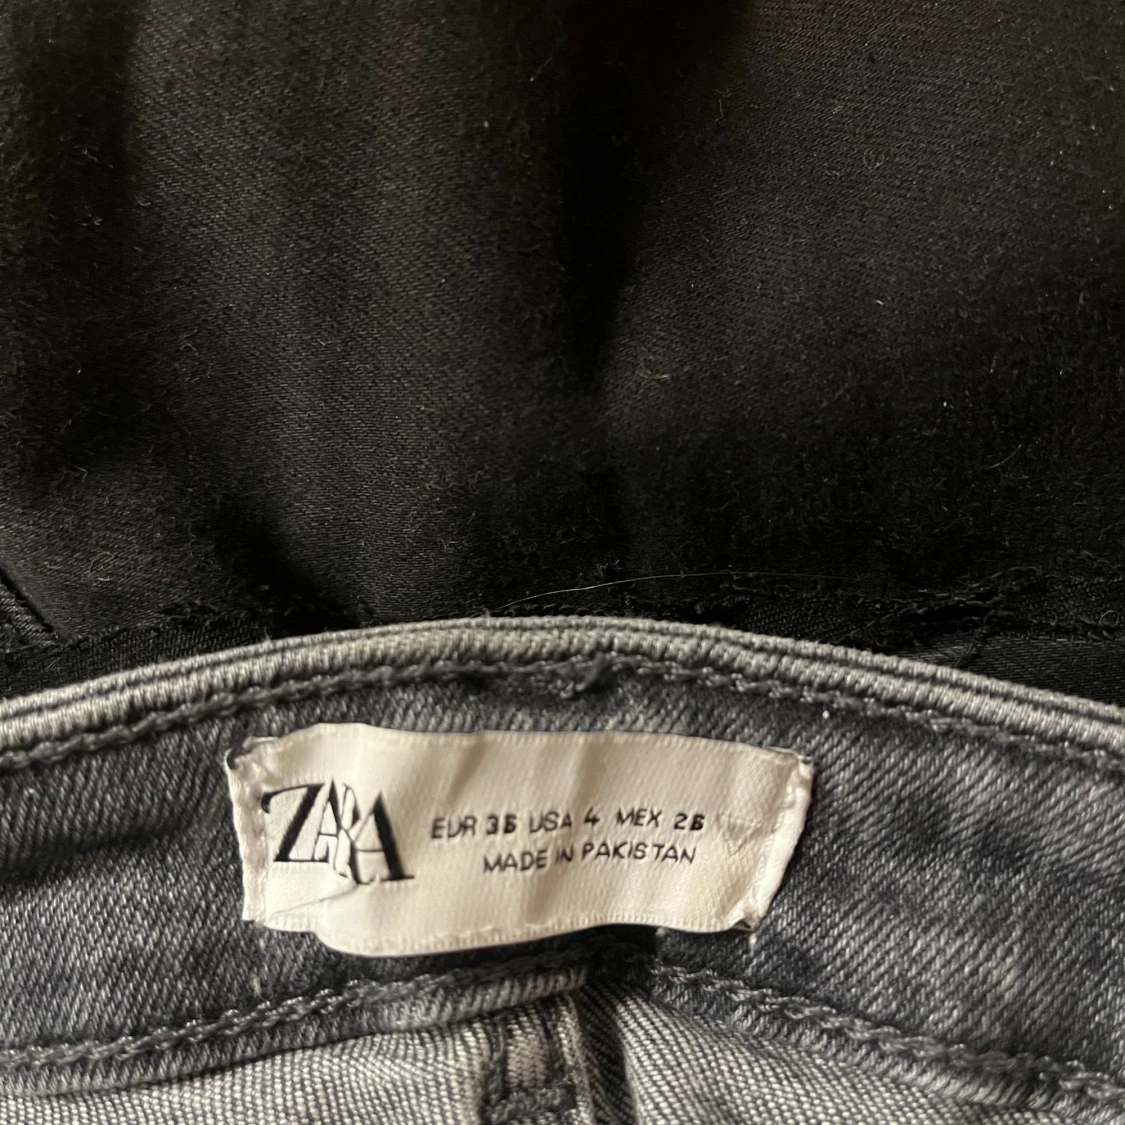 ZARA
EUR 36 USA 4 MEX 26
MADE IN PAKISTAN